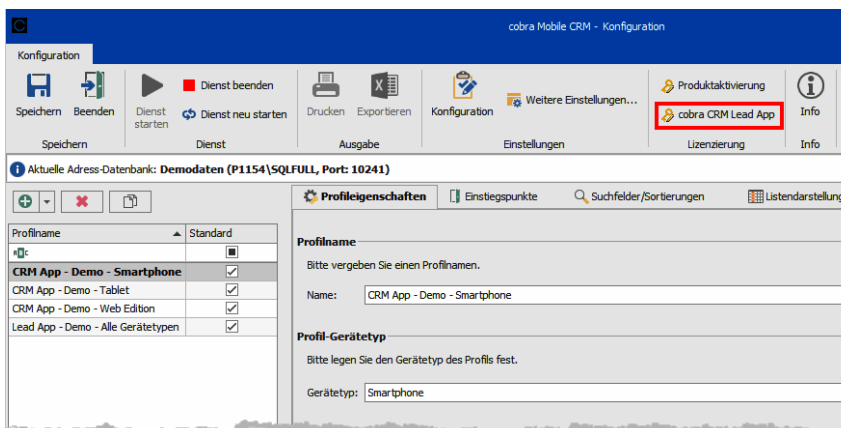 cobra Mobile CRM - Konfiguration
Konfiguration
Speichern Beenden Dienst starten Dienst beenden Dienst neu starten Drucken Exportieren Konfiguration Weitere Einstellungen... Produktaktivierung cobra CRM Lead App Info
Speichern Dienst Ausgabe Einstellungen Lizenzierung Info
Aktuelle Adress-Datenbank: Demodaten (P1154\SQLFULL, Port: 10241)
Profileigenschaften Einstiegspunkte Suchfelder/Sortierungen Listendarstellung
Profilname Standard
CRM App - Demo - Smartphone
CRM App - Demo - Tablet
CRM App - Demo - Web Edition
Lead App - Demo - Alle Gerätetypen
Profilname
Bitte vergeben Sie einen Profilnamen.
Name: CRM App - Demo - Smartphone
Profil-Gerätetyp
Bitte legen Sie den Gerätetyp des Profils fest.
Gerätetyp: Smartphone